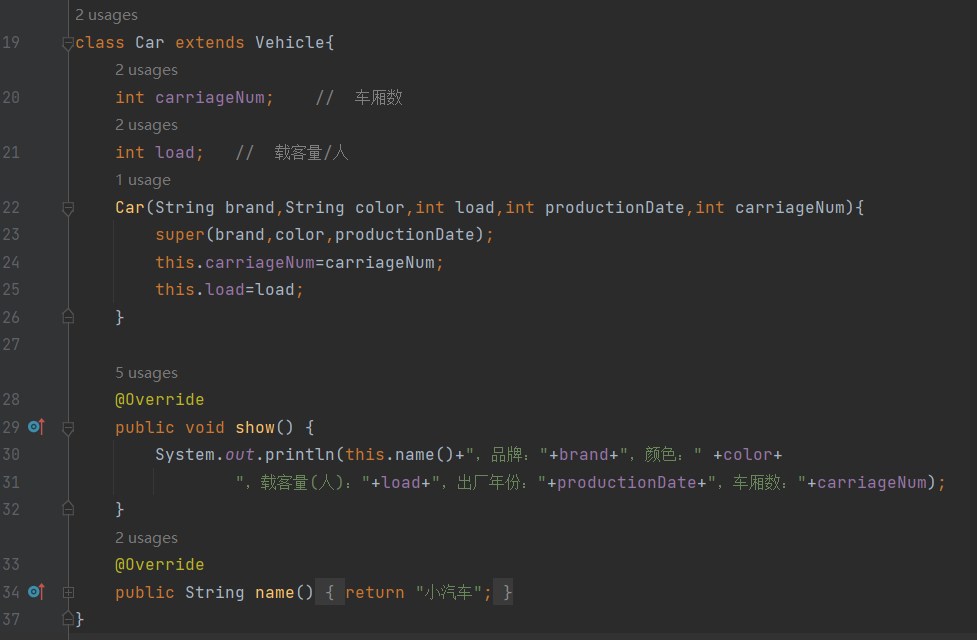 2 usages
19 class Car extends Vehicle{
2 usages
20 int carriageNum;    //  车厢数
2 usages
21 int load;   //  载客量/人
1 usage
22 Car(String brand,String color,int load,int productionDate,int carriageNum){
23 super(brand,color,productionDate);
24 this.carriageNum=carriageNum;
25 this.load=load;
26 }
27
5 usages
28 @Override
29 public void show() {
30 System.out.println(this.name()+"，品牌："+brand+"，颜色：" +color+
31 "，载客量(人)："+load+"，出厂年份："+productionDate+"，车厢数："+carriageNum);
32 }
2 usages
33 @Override
34 public String name() { return "小汽车"; }
37 }